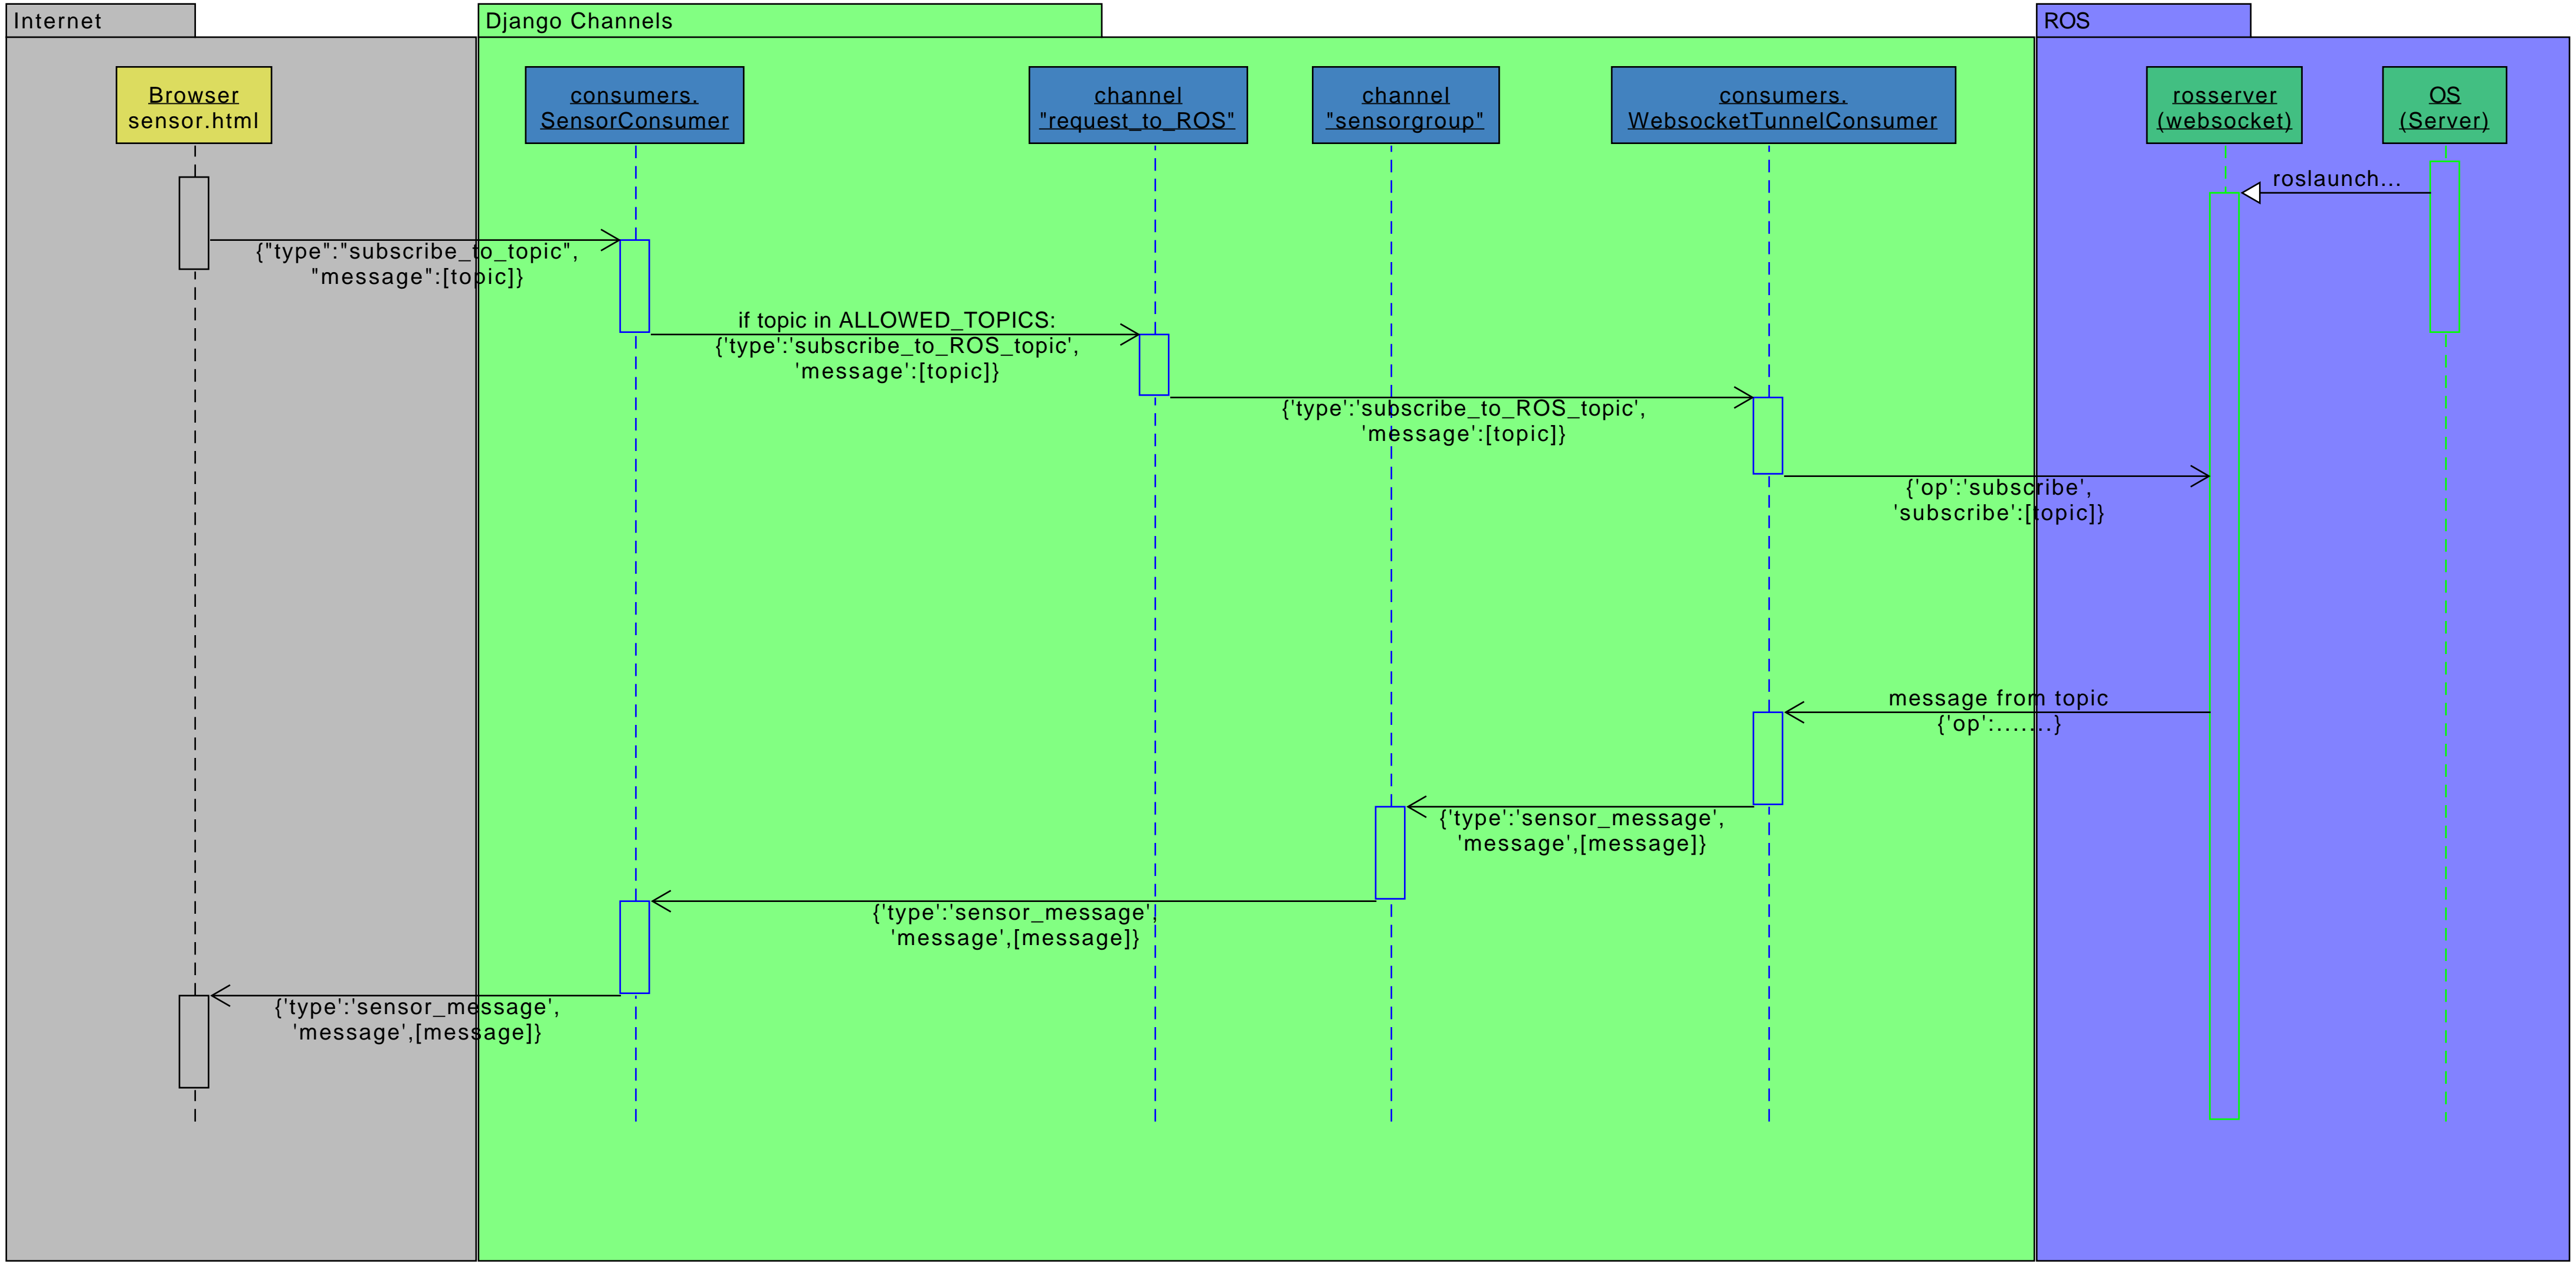 Internet
Django Channels
ROS
Browser
sensor.html
consumers.
SensorConsumer
channel
"request_to_ROS"
channel
"sensorgroup"
consumers.
WebsocketTunnelConsumer
rosserver
(websocket)
OS
(Server)
roslaunch...
{"type":"subscribe_to_topic",
"message":[topic]}
if topic in ALLOWED_TOPICS:
{'type':'subscribe_to_ROS_topic',
'message':[topic]}
{'type':'subscribe_to_ROS_topic',
'message':[topic]}
{'op':'subscribe',
'subscribe':[topic]}
message from topic
{'op':.......}
{'type':'sensor_message',
'message',[message]}
{'type':'sensor_message',
'message',[message]}
{'type':'sensor_message',
'message',[message]}